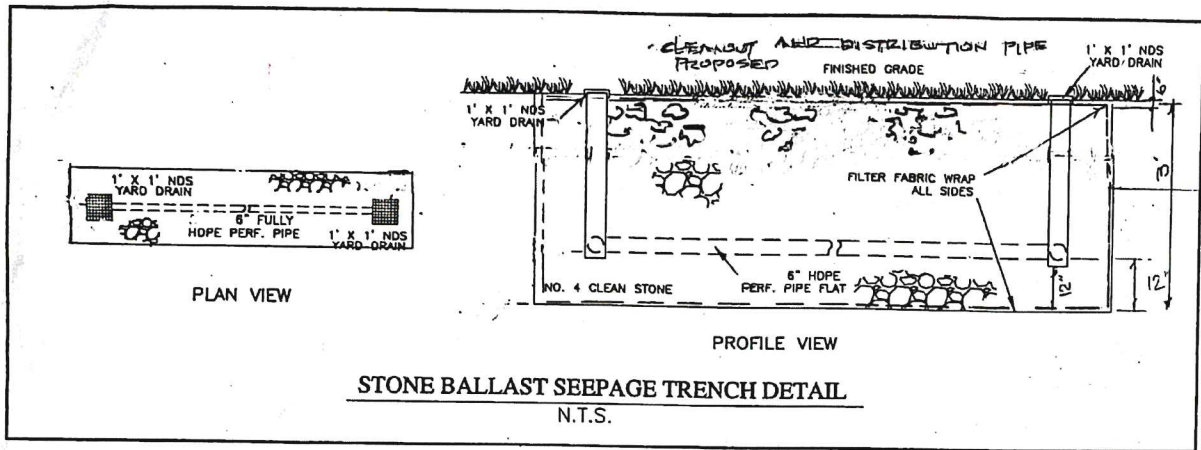 1' X 1' NDS
YARD DRAIN
6" FULLY
HDPE PERF. PIPE
1' X 1' NDS
YARD DRAIN
PLAN VIEW
CLEANOUT AND DISTRIBUTION PIPE
PROPOSED
FINISHED GRADE
1' X 1' NDS
YARD DRAIN
1' X 1' NDS
YARD DRAIN
6"
3'
FILTER FABRIC WRAP
ALL SIDES
6" HDPE
PERF. PIPE FLAT
NO. 4 CLEAN STONE
12"
12"
PROFILE VIEW
STONE BALLAST SEEPAGE TRENCH DETAIL
N.T.S.